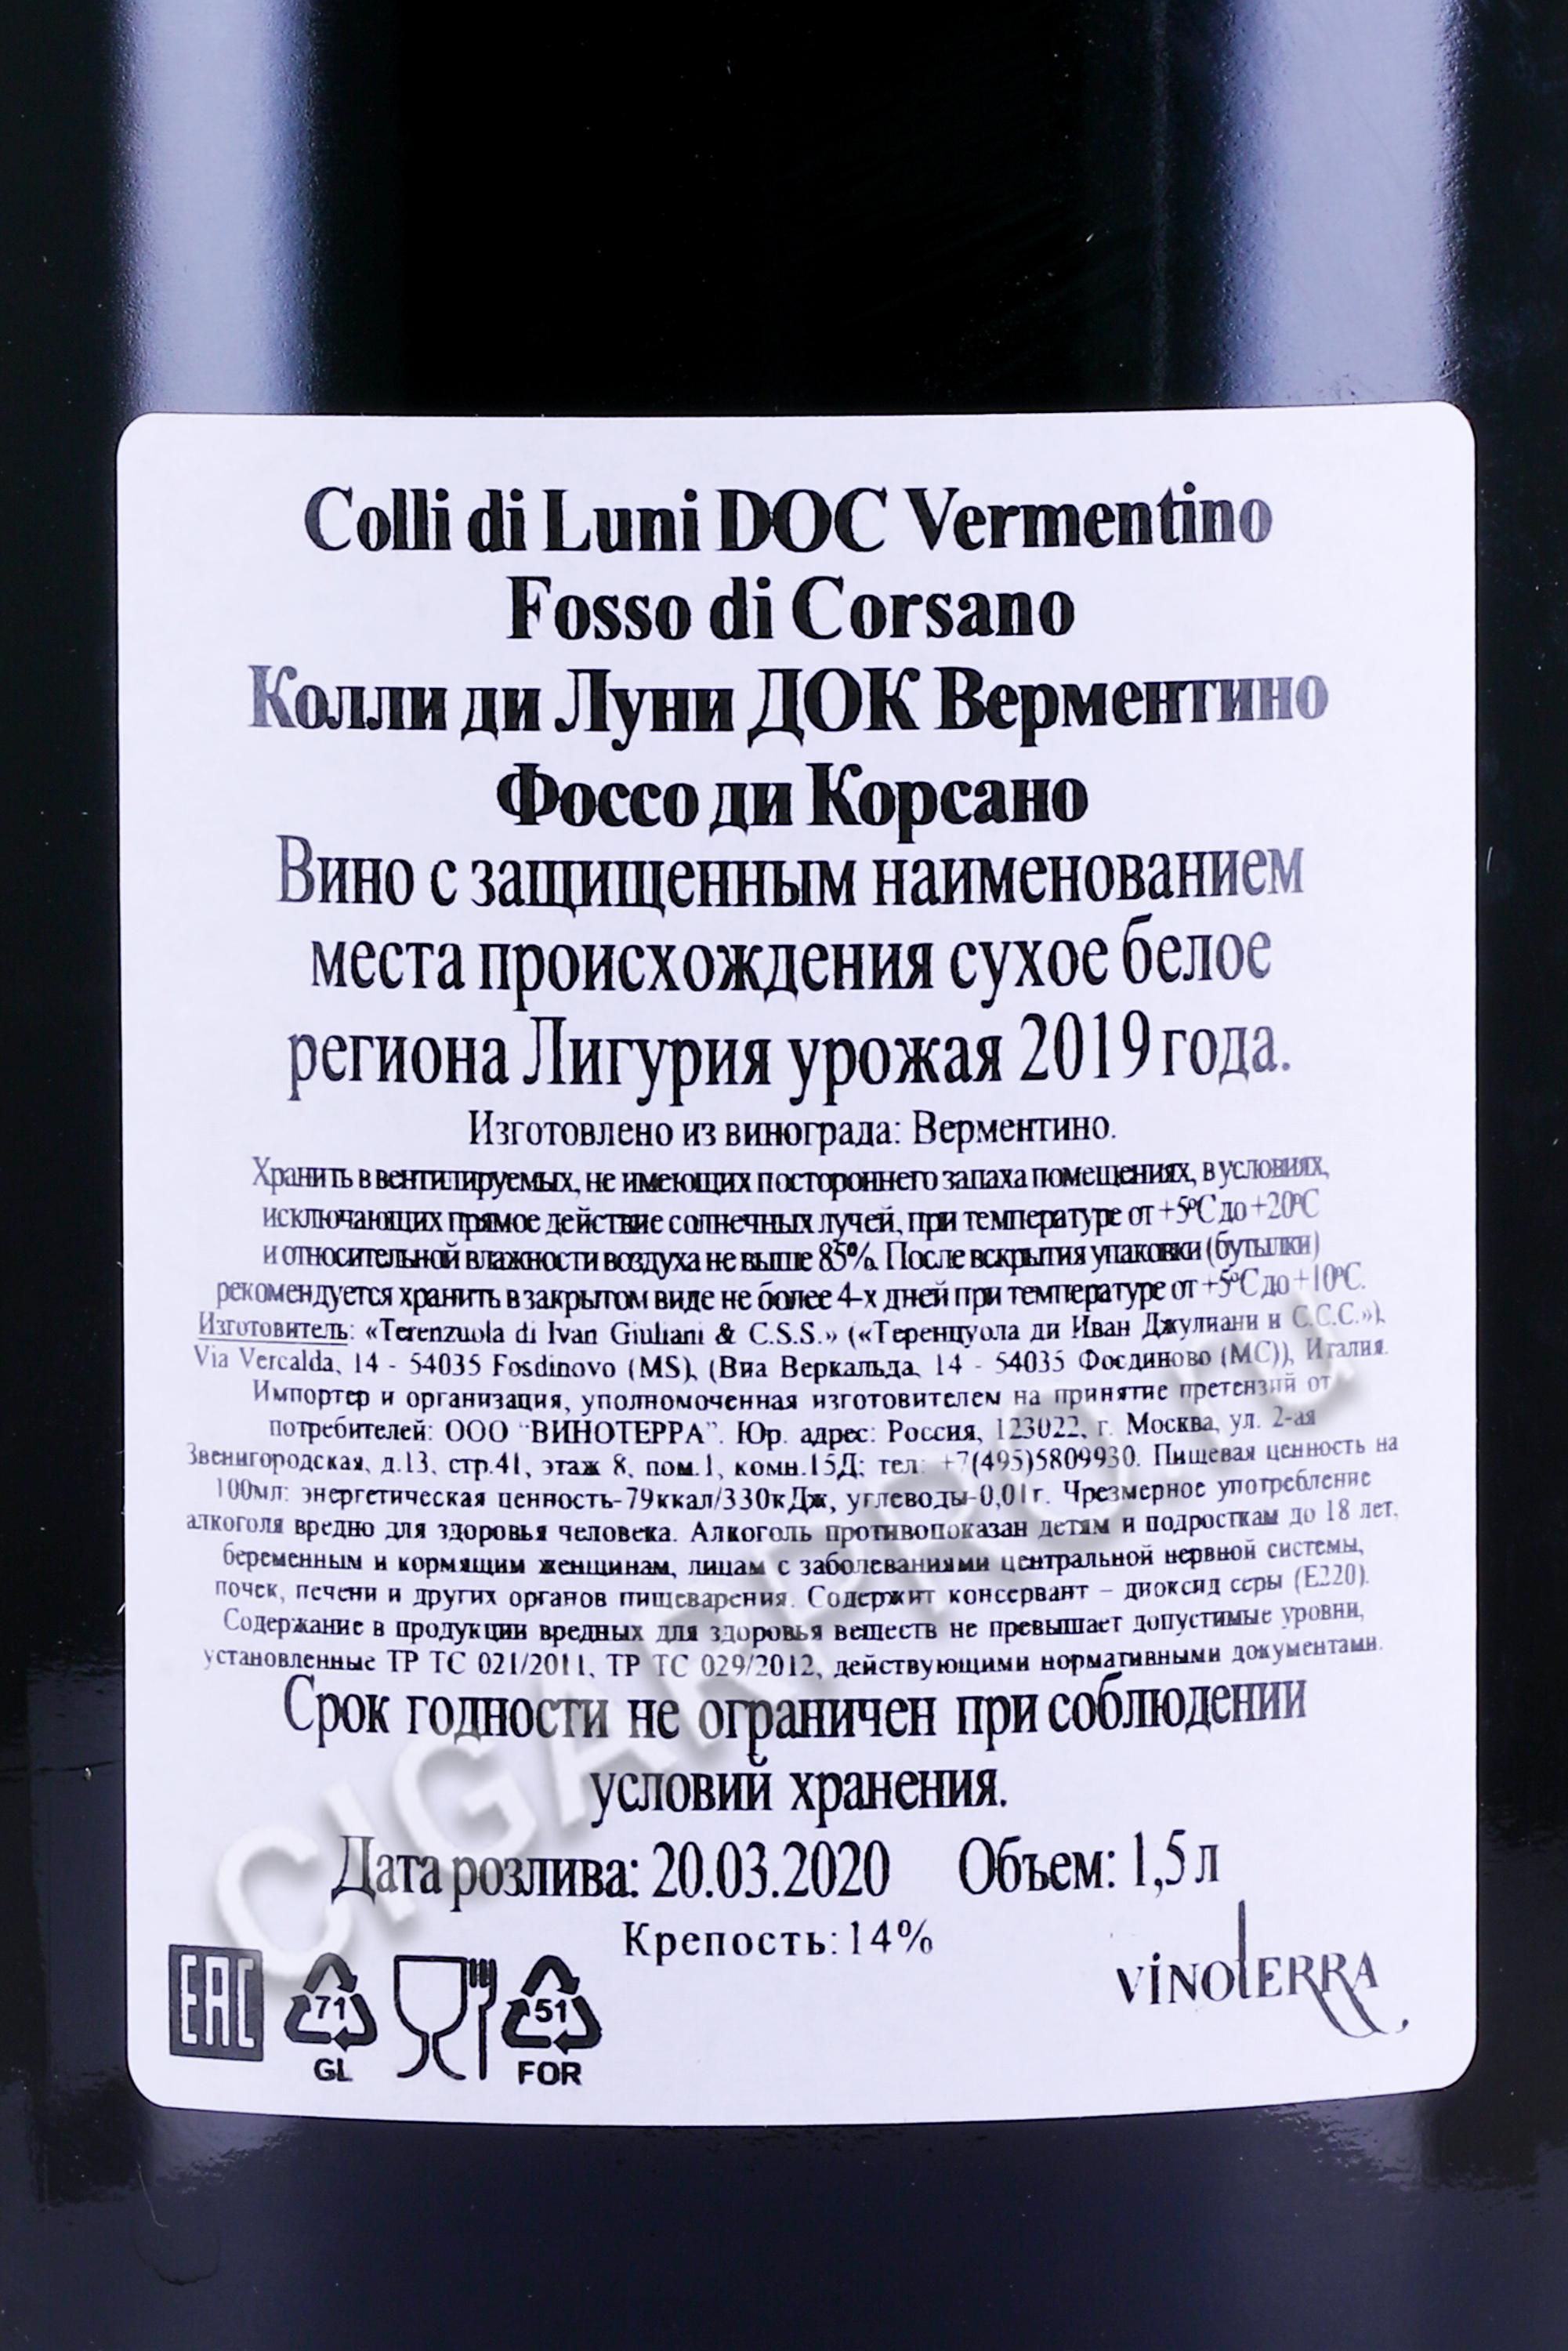 Colli di Luni DOC Vermentino
Fosso di Corsano
Колли ди Луни ДОК Верментино
Фоссо ди Корсано
Вино с защищенным наименованием
места происхождения сухое белое
региона Лигурия урожая 2019 года.
Изготовлено из винограда: Верментино.
Хранить в вентилируемых, не имеющих постороннего запаха помещениях, в условиях,
исключающих прямое действие солнечных лучей, при температуре от +5°C до +20°C
и относительной влажности воздуха не выше 85%. После вскрытия упаковки (бутылки)
рекомендуется хранить в закрытом виде не более 4-х дней при температуре от +5°C до +10°C.
Изготовитель: «Terenzuola di Ivan Giuliani & C.S.S.» («Теренцуола ди Иван Джулиани и С.С.С.»),
Via Vercalda, 14 - 54035 Fosdinovo (MS), (Виа Веркальда, 14 - 54035 Фосдиново (МС)), Италия.
Импортер и организация, уполномоченная изготовителем на принятие претензий от
потребителей: ООО "ВИНОТЕРРА". Юр. адрес: Россия, 123022, г. Москва, ул. 2-ая
Звенигородская, д.13, стр.41, этаж 8, пом.1, комн.15Д; тел: +7(495)5809930. Пищевая ценность на
100мл: энергетическая ценность-79ккал/330кДж, углеводы-0,01г. Чрезмерное употребление
алкоголя вредно для здоровья человека. Алкоголь противопоказан детям и подросткам до 18 лет,
беременным и кормящим женщинам, лицам с заболеваниями центральной нервной системы,
почек, печени и других органов пищеварения. Содержит консервант – диоксид серы (Е220).
Содержание в продукции вредных для здоровья веществ не превышает допустимые уровни,
установленные ТР ТС 021/2011, ТР ТС 029/2012, действующими нормативными документами.
Срок годности не ограничен при соблюдении
условий хранения.
Дата розлива: 20.03.2020 Объем: 1,5 л
Крепость: 14%
EAC 71 GL 51 FOR
VINOTERRA
CIGARPRO.ru